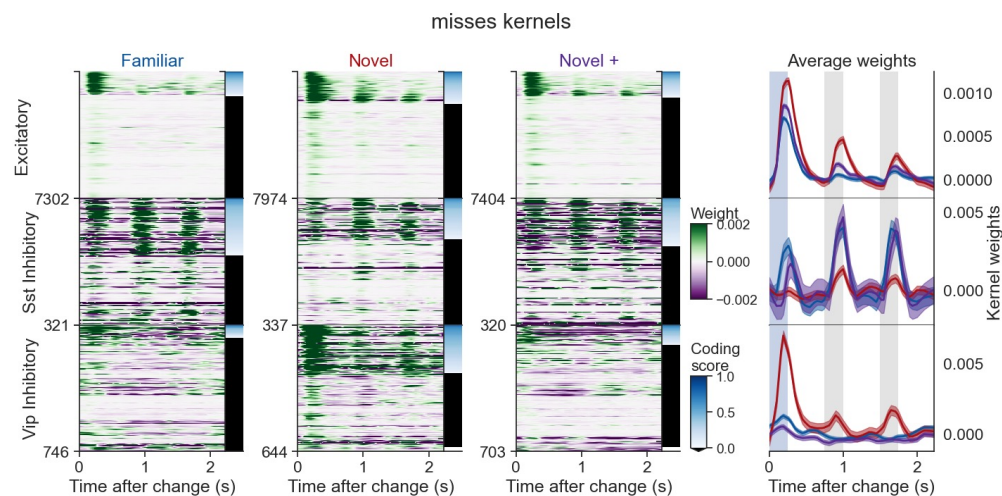 misses kernels
Familiar
Novel
Novel +
Average weights
Excitatory
Sst Inhibitory
Vip Inhibitory
7302
321
746
7974
337
644
7404
320
703
0 1 2
Time after change (s)
0 1 2
Time after change (s)
0 1 2
Time after change (s)
Weight
0.002
0.000
−0.002
Coding
score
1.0
0.5
0.0
0.0010
0.0005
0.0000
0.005
0.000
0.005
0.000
Kernel weights
0 1 2
Time after change (s)